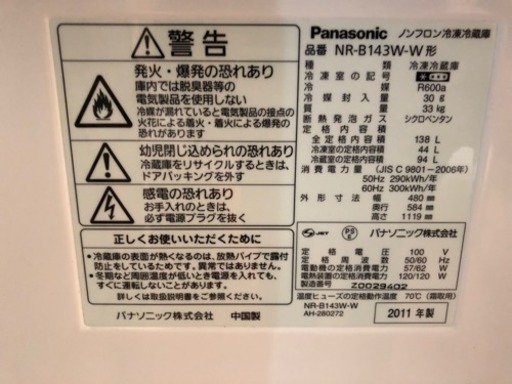 警告
発火・爆発の恐れあり
庫内では脱臭器等の
電気製品を使用しない
冷媒が漏れていると電気製品の接点の
火花による着火・着火による爆発の
恐れあり
幼児閉じ込められの恐れあり
冷蔵庫をリサイクルするときは、
ドアパッキングを外す
感電の恐れあり
お手入れのときは、
必ず電源プラグを抜く
正しくお使いいただくために
●冷蔵庫の表面が熱くなるのは、放熱パイプで露付
防止をしているためで、異常ではありません。
●冬期など周囲温度が低いとき庫内が適温であれば、
すぐに運転しないことがあります。
詳しくは取扱説明書をお読みください。
パナソニック株式会社 中国製
Panasonic ノンフロン冷凍冷蔵庫
品番 NR-B143W-W 形
種類 冷凍冷蔵庫
冷凍室の記号
冷媒 R600a
冷媒封入量 30 g
質量 33 kg
断熱発泡ガス シクロペンタン
定格内容積
全定格内容積 138 L
冷凍室の定格内容積 44 L
冷蔵室の定格内容積 94 L
消費電力量 (JIS C 9801-2006年)
50Hz 290kWh/年
60Hz 300kWh/年
外形寸法 幅 480 mm
奥行 584 mm
高さ 1119 mm
JET PSE パナソニック株式会社
定格電圧 100 V
定格周波数 50/60 Hz
電動機の定格消費電力 57/62 W
電熱装置の定格消費電力 120/120 W
製造番号 Z0029402
温度ヒューズの定格動作温度 70℃ (霜取用)
NR-B143W-W
AH-280272
2011 年製